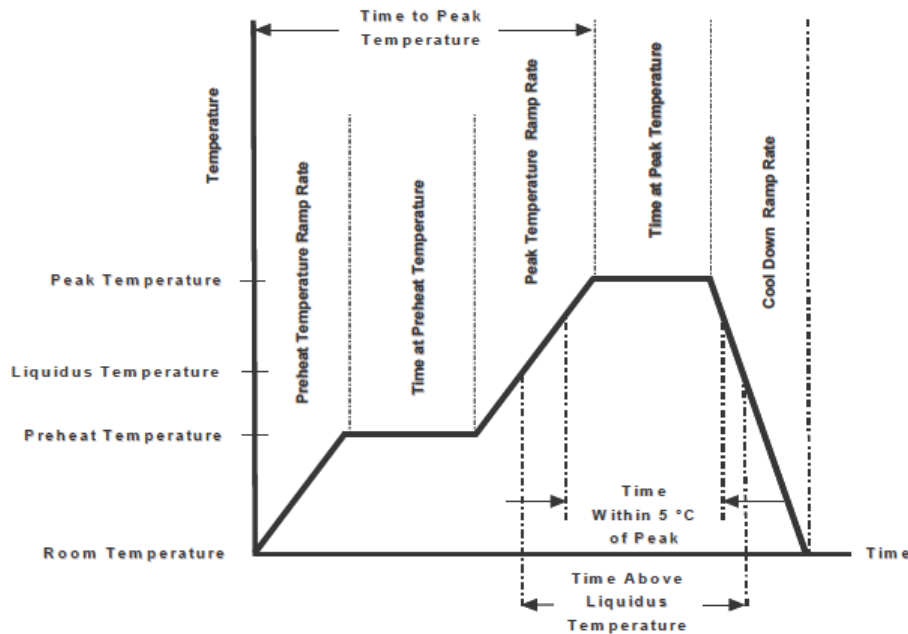 Time to Peak
Temperature
Temperature
Preheat Temperature Ramp Rate
Time at Preheat Temperature
Peak Temperature Ramp Rate
Time at Peak Temperature
Cool Down Ramp Rate
Peak Temperature
Liquidus Temperature
Preheat Temperature
Room Temperature
Time
Within 5 °C
of Peak
Time
Time Above
Liquidus
Temperature